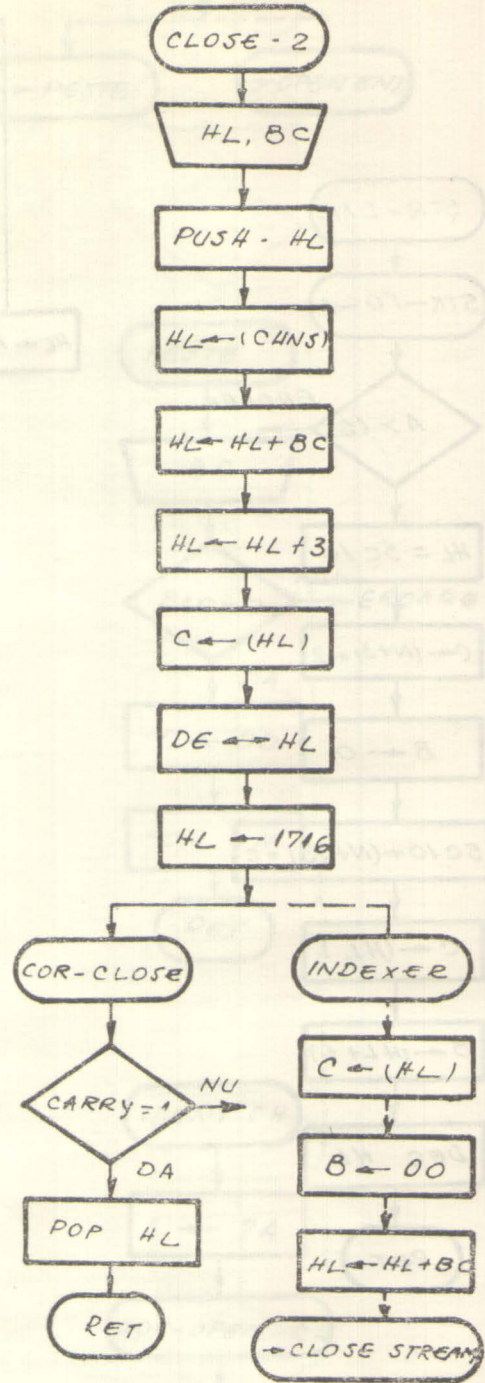 CLOSE - 2
HL, BC
PUSH - HL
HL ← (CHNS)
HL ← HL + BC
HL ← HL + 3
C ← (HL)
DE ↔ HL
HL ← 1716
COR-CLOSE
CARRY = 1
NU
DA
POP HL
RET
INDEXER
C ← (HL)
B ← 00
HL ← HL + BC
→ CLOSE STREAM